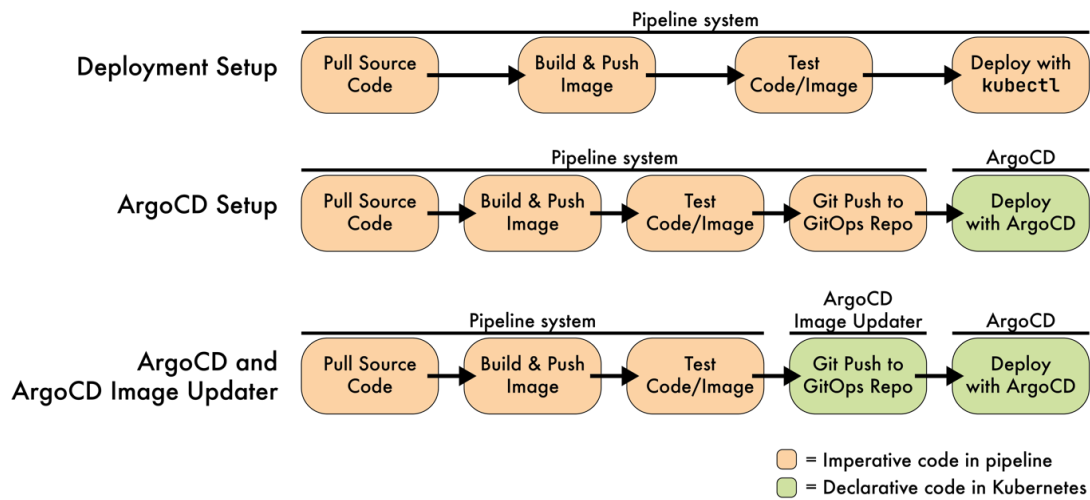 Pipeline system
Deployment Setup
Pull Source
Code
Build & Push
Image
Test
Code/Image
Deploy with
kubectl
Pipeline system
ArgoCD
ArgoCD Setup
Pull Source
Code
Build & Push
Image
Test
Code/Image
Git Push to
GitOps Repo
Deploy
with ArgoCD
Pipeline system
ArgoCD
Image Updater
ArgoCD
ArgoCD and
ArgoCD Image Updater
Pull Source
Code
Build & Push
Image
Test
Code/Image
Git Push to
GitOps Repo
Deploy
with ArgoCD
= Imperative code in pipeline
= Declarative code in Kubernetes